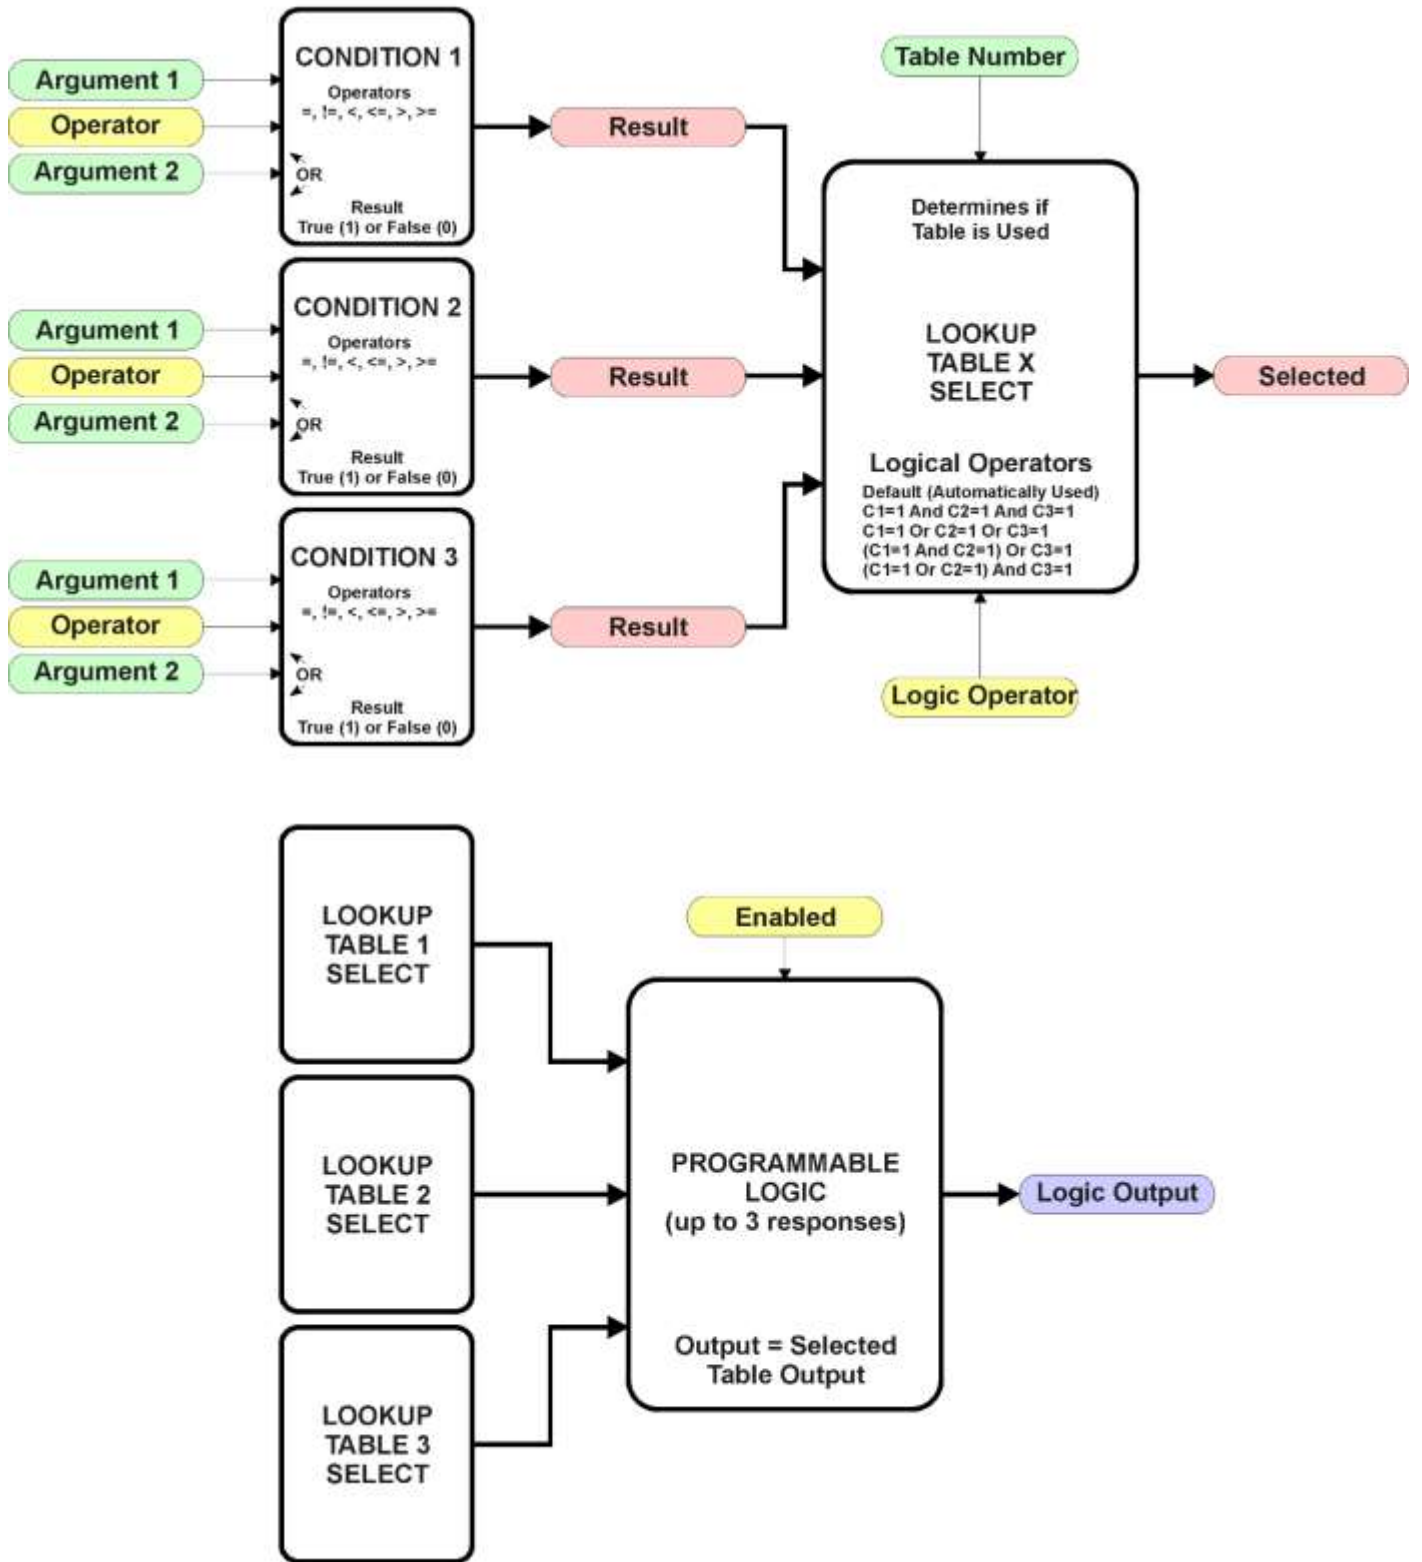 Argument 1
Operator
Argument 2
CONDITION 1
Operators
=, !=, <, <=, >, >=
OR
Result
True (1) or False (0)
Result
Argument 1
Operator
Argument 2
CONDITION 2
Operators
=, !=, <, <=, >, >=
OR
Result
True (1) or False (0)
Result
Argument 1
Operator
Argument 2
CONDITION 3
Operators
=, !=, <, <=, >, >=
OR
Result
True (1) or False (0)
Result
Table Number
Determines if
Table is Used
LOOKUP
TABLE X
SELECT
Logical Operators
Default (Automatically Used)
C1=1 And C2=1 And C3=1
C1=1 Or C2=1 Or C3=1
(C1=1 And C2=1) Or C3=1
(C1=1 Or C2=1) And C3=1
Logic Operator
Selected
LOOKUP
TABLE 1
SELECT
LOOKUP
TABLE 2
SELECT
LOOKUP
TABLE 3
SELECT
Enabled
PROGRAMMABLE
LOGIC
(up to 3 responses)
Output = Selected
Table Output
Logic Output